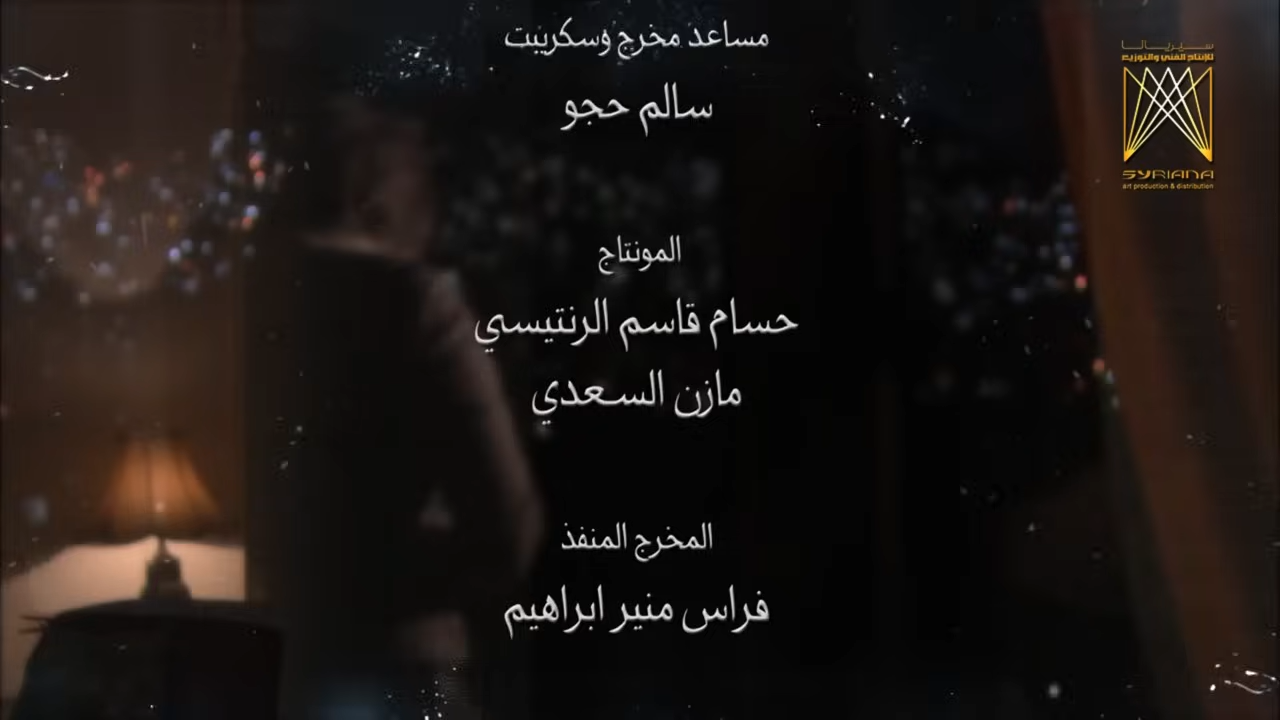 مساعد مخرج وسكريبت
سالم حجو
المونتاج
حسام قاسم الرنتيسي
مازن السعدي
المخرج المنفذ
فراس منير ابراهيم
سيريانا
للإنتاج الفني والتوزيع
SYRIANA
art production & distribution